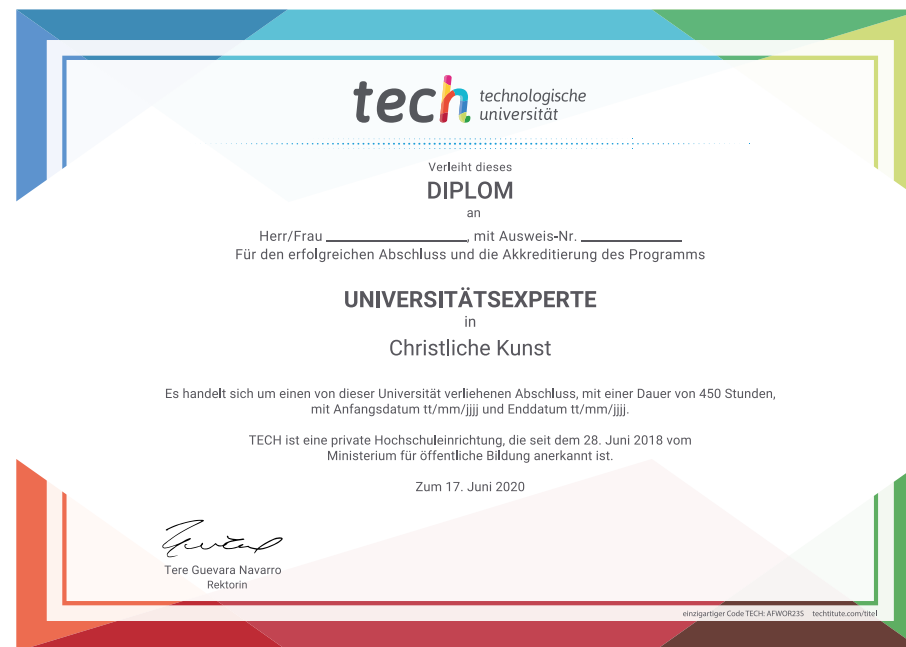 tech technologische
universität
Verleiht dieses
DIPLOM
an
Herr/Frau ____________________, mit Ausweis-Nr. ______________
Für den erfolgreichen Abschluss und die Akkreditierung des Programms
UNIVERSITÄTSEXPERTE
in
Christliche Kunst
Es handelt sich um einen von dieser Universität verliehenen Abschluss, mit einer Dauer von 450 Stunden,
mit Anfangsdatum tt/mm/jjjj und Enddatum tt/mm/jjjj.
TECH ist eine private Hochschuleinrichtung, die seit dem 28. Juni 2018 vom
Ministerium für öffentliche Bildung anerkannt ist.
Zum 17. Juni 2020
Tere Guevara Navarro
Rektorin
einzigartiger Code TECH: AFWOR23S techtitute.com/titel